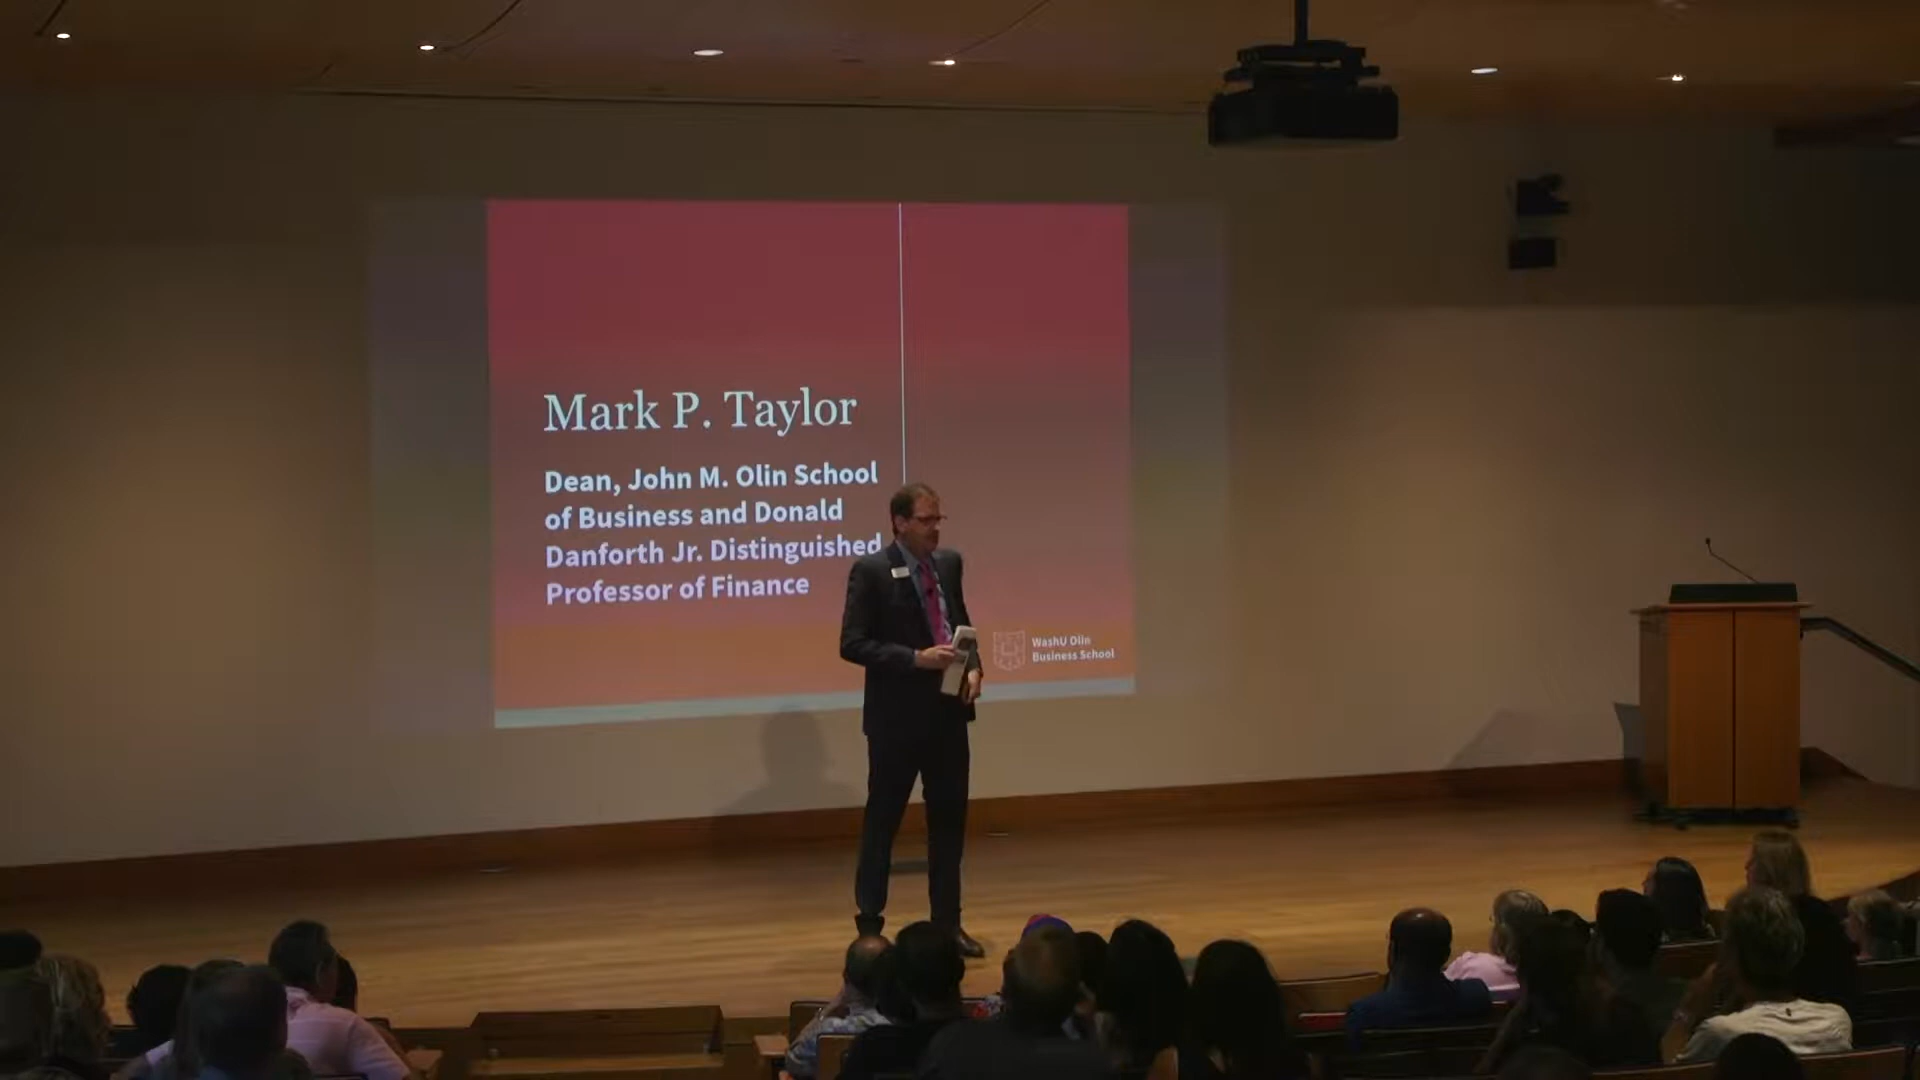 Mark P. Taylor
Dean, John M. Olin School
of Business and Donald
Danforth Jr. Distinguished
Professor of Finance
WashU Olin
Business School